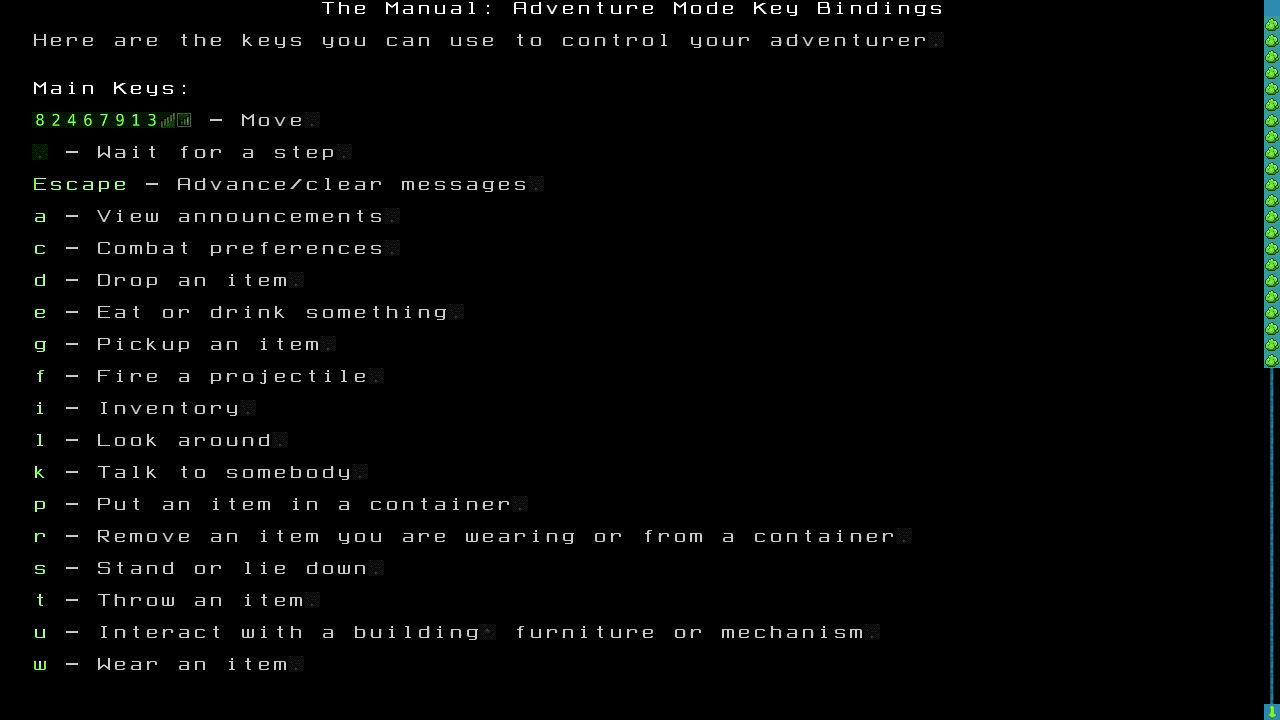 The Manual: Adventure Mode Key Bindings
Here are the keys you can use to control your adventurer.
Main Keys:
82467913 - Move.
. - Wait for a step.
Escape - Advance/clear messages.
a - View announcements.
c - Combat preferences.
d - Drop an item.
e - Eat or drink something.
g - Pickup an item.
f - Fire a projectile.
i - Inventory.
l - Look around.
k - Talk to somebody.
p - Put an item in a container.
r - Remove an item you are wearing or from a container.
s - Stand or lie down.
t - Throw an item.
u - Interact with a building, furniture or mechanism.
w - Wear an item.